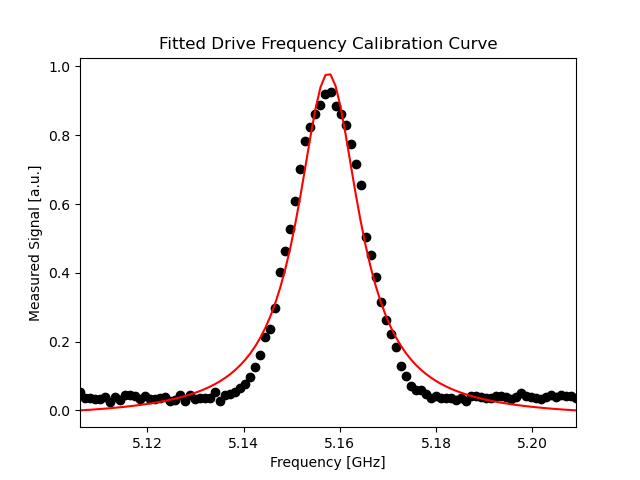 Fitted Drive Frequency Calibration Curve
1.0
0.8
0.6
0.4
0.2
0.0
Measured Signal [a.u.]
5.12 5.14 5.16 5.18 5.20
Frequency [GHz]